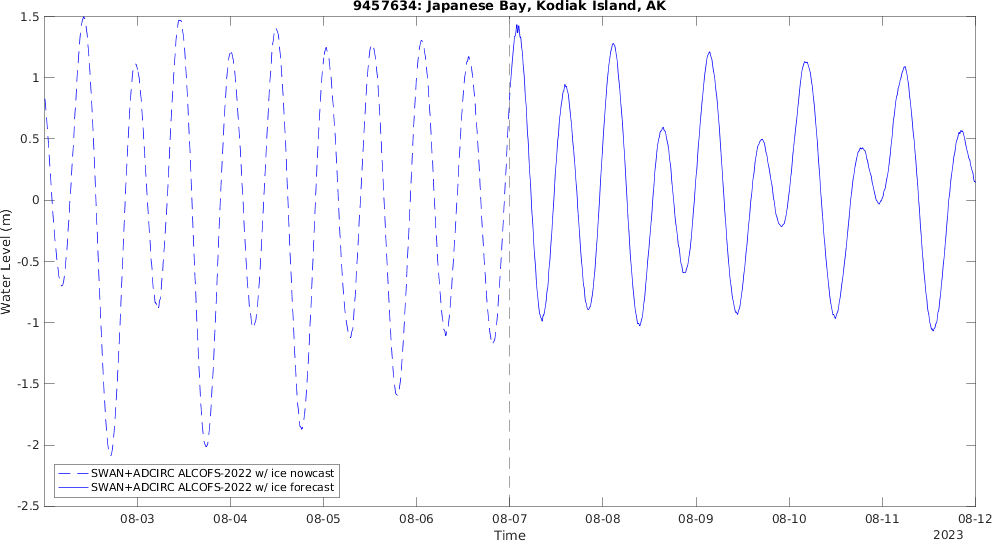 9457634: Japanese Bay, Kodiak Island, AK
1.5
1
0.5
0
-0.5
-1
-1.5
-2
-2.5
Water Level (m)
SWAN+ADCIRC ALCOFS-2022 w/ ice nowcast
SWAN+ADCIRC ALCOFS-2022 w/ ice forecast
08-03 08-04 08-05 08-06 08-07 08-08 08-09 08-10 08-11 08-12
Time
2023